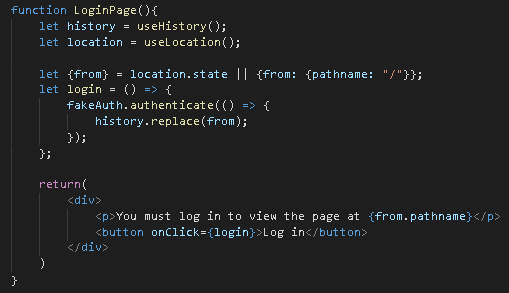 function LoginPage(){
    let history = useHistory();
    let location = useLocation();

    let {from} = location.state || {from: {pathname: "/"}};
    let login = () => {
        fakeAuth.authenticate(() => {
            history.replace(from);
        });
    };

    return(
        <div>
            <p>You must log in to view the page at {from.pathname}</p>
            <button onClick={login}>Log in</button>
        </div>
    )
}